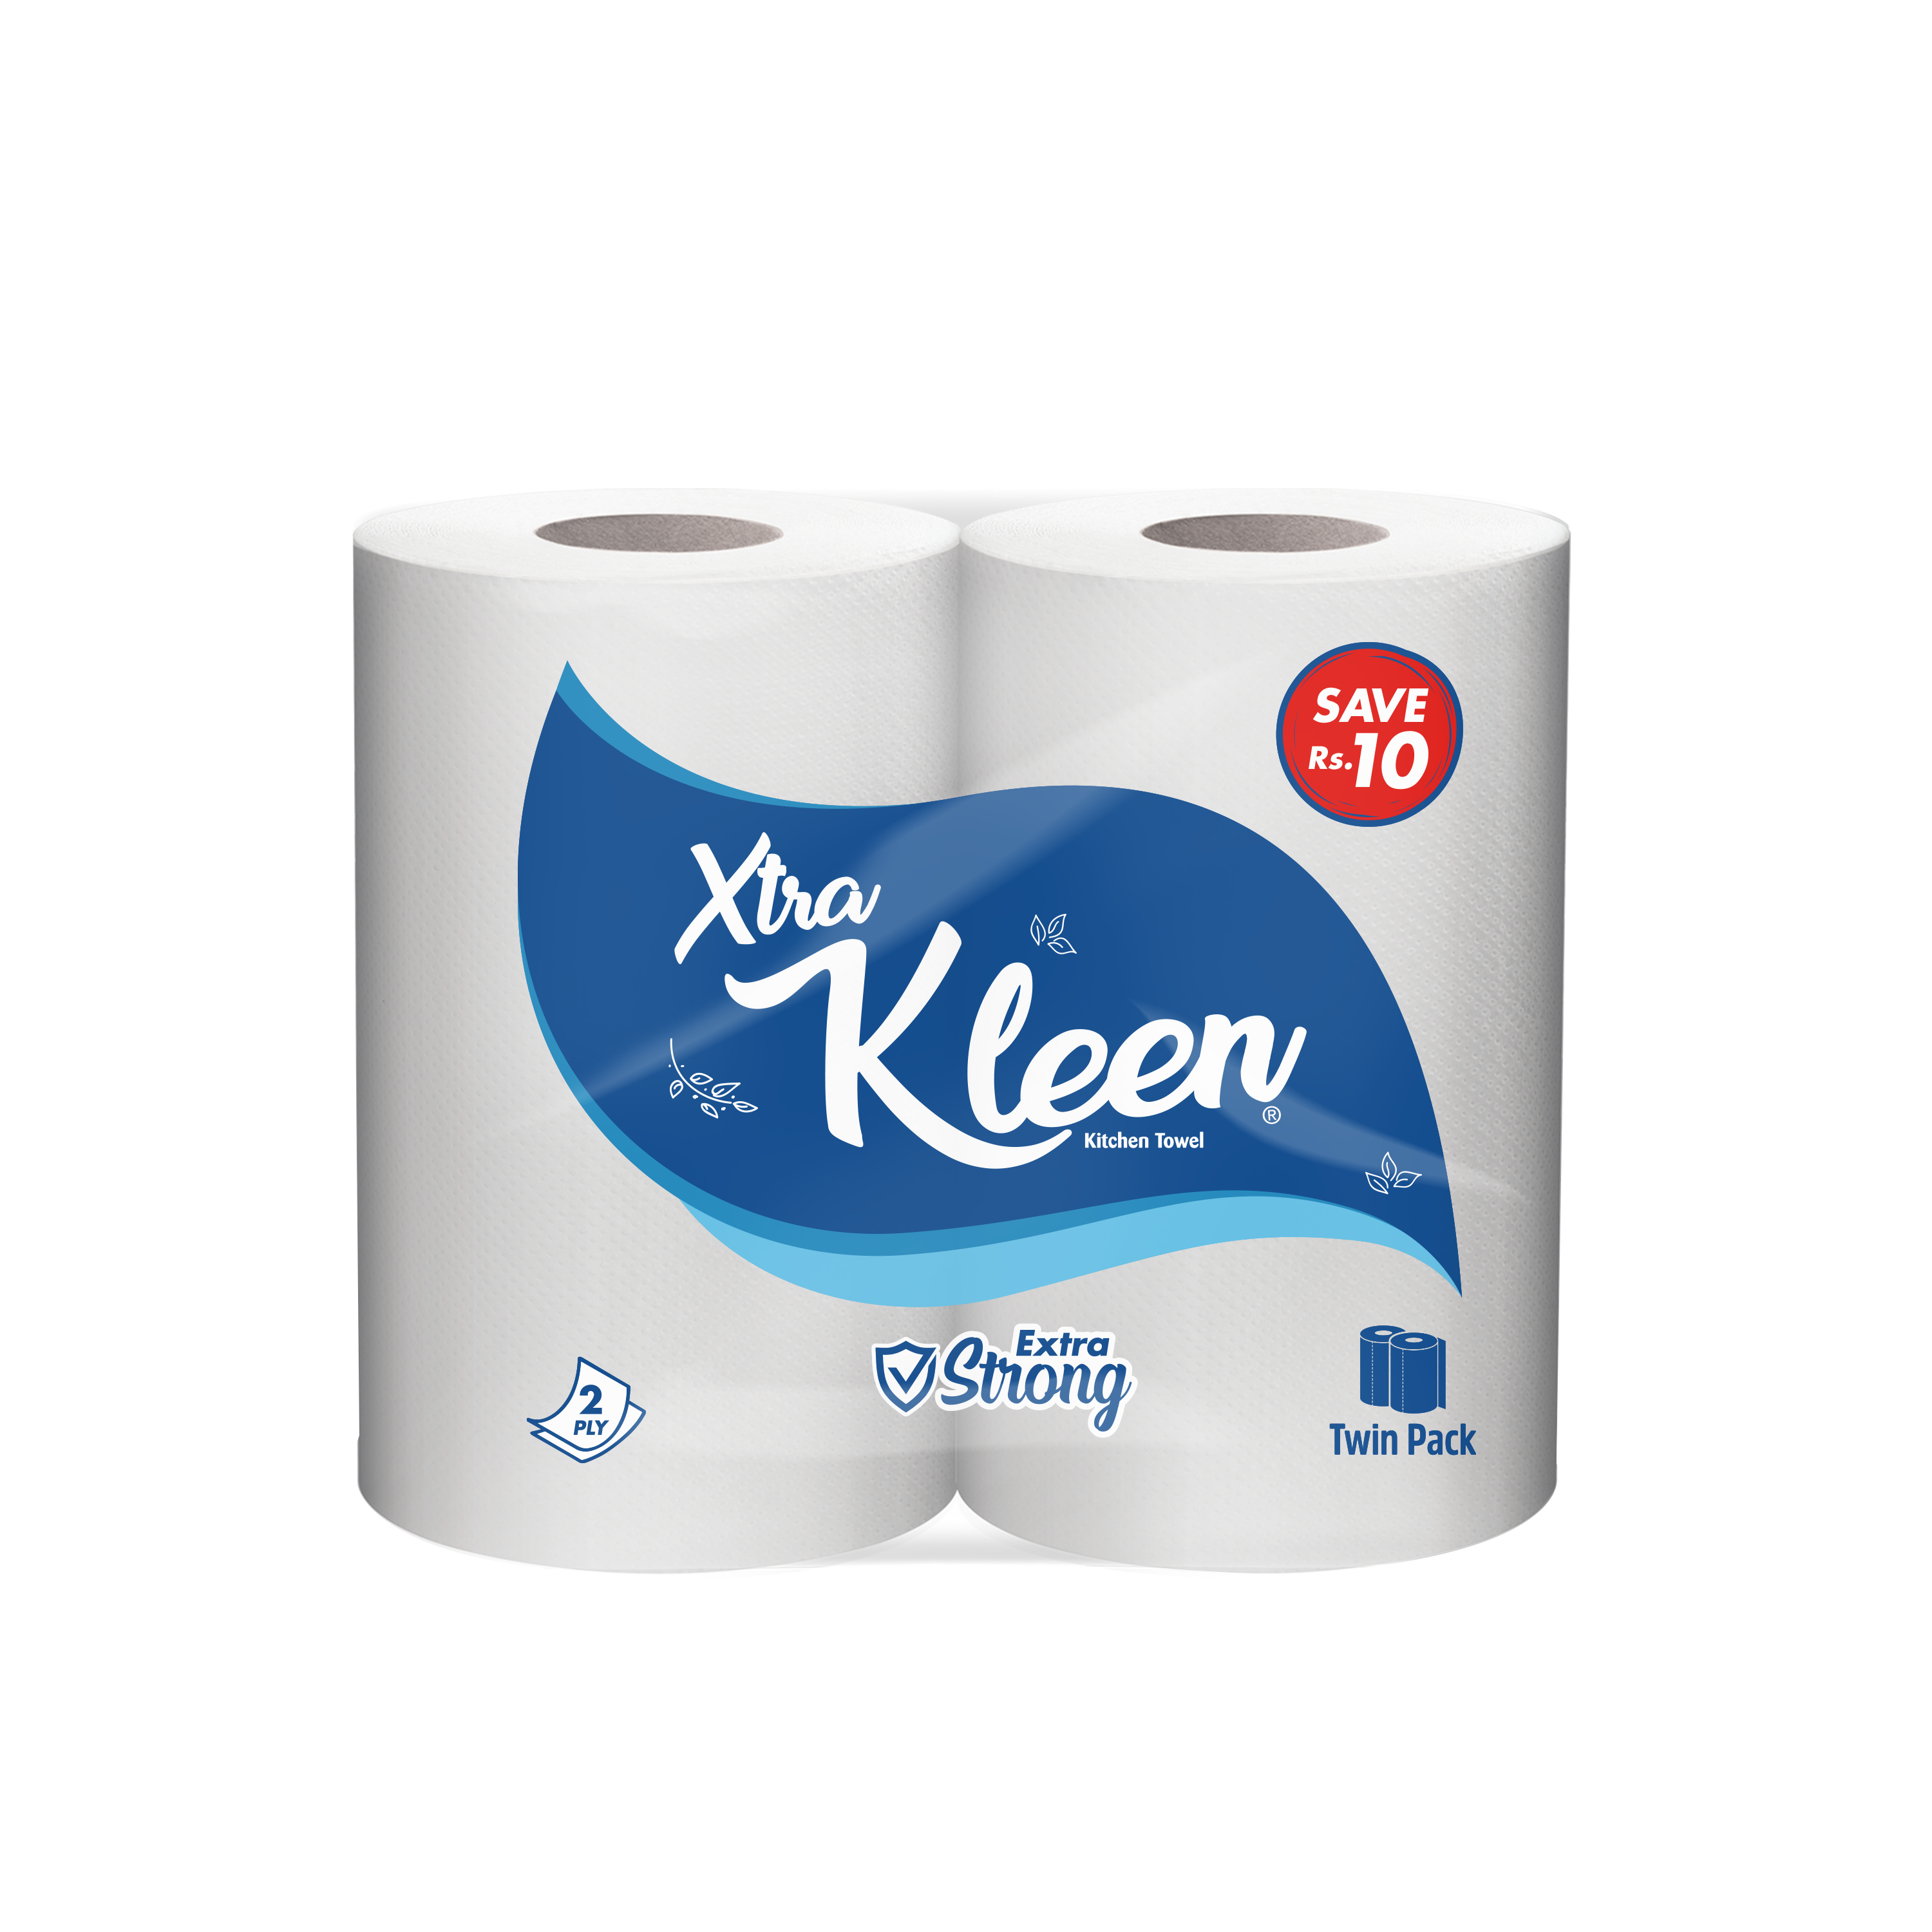 SAVE
Rs.10
Xtra
Kleen®
Kitchen Towel
Extra
Strong
2
PLY
Twin Pack